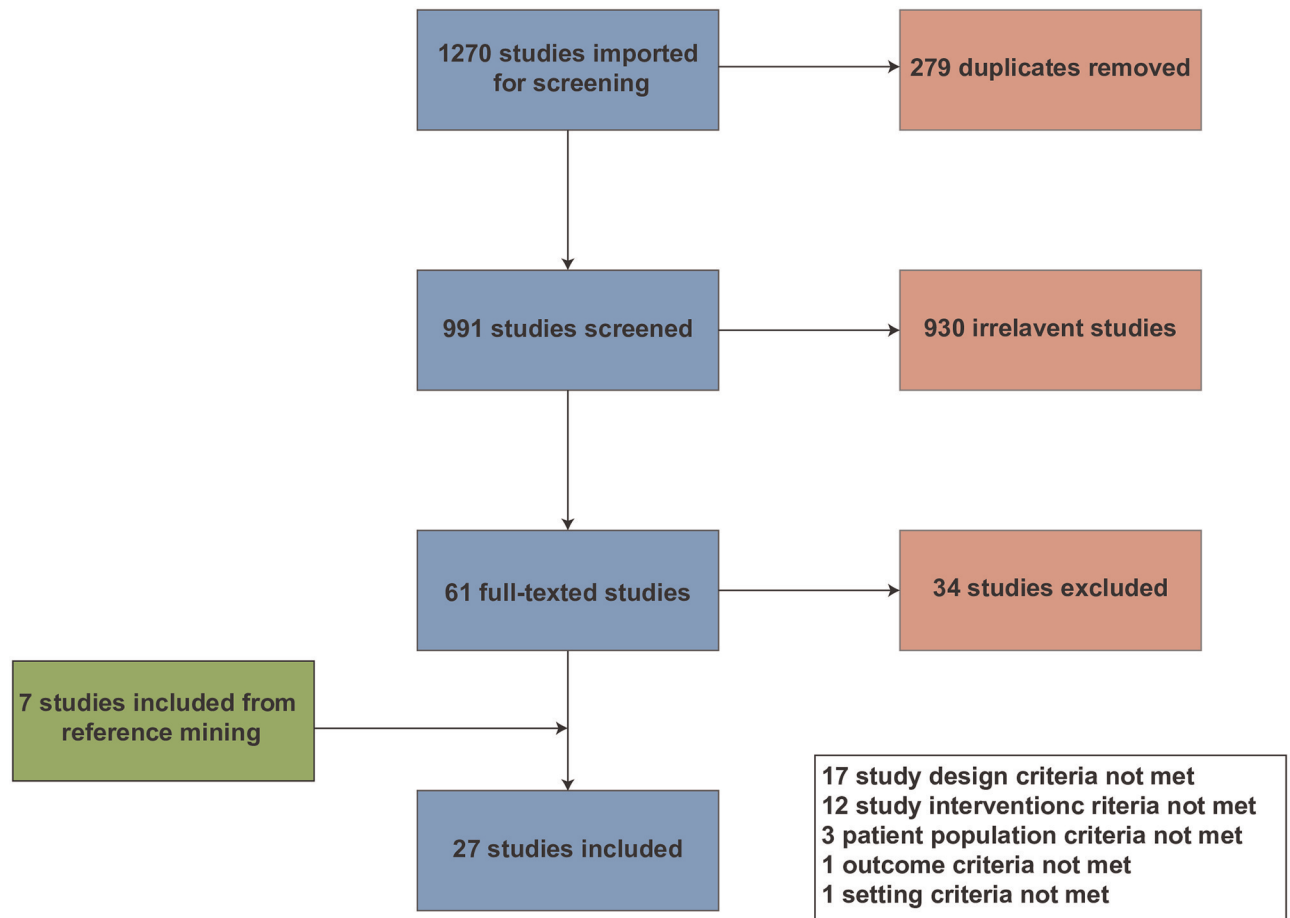 1270 studies imported
for screening
279 duplicates removed
991 studies screened
930 irrelavent studies
61 full-texted studies
34 studies excluded
7 studies included from
reference mining
27 studies included
17 study design criteria not met
12 study interventionc riteria not met
3 patient population criteria not met
1 outcome criteria not met
1 setting criteria not met